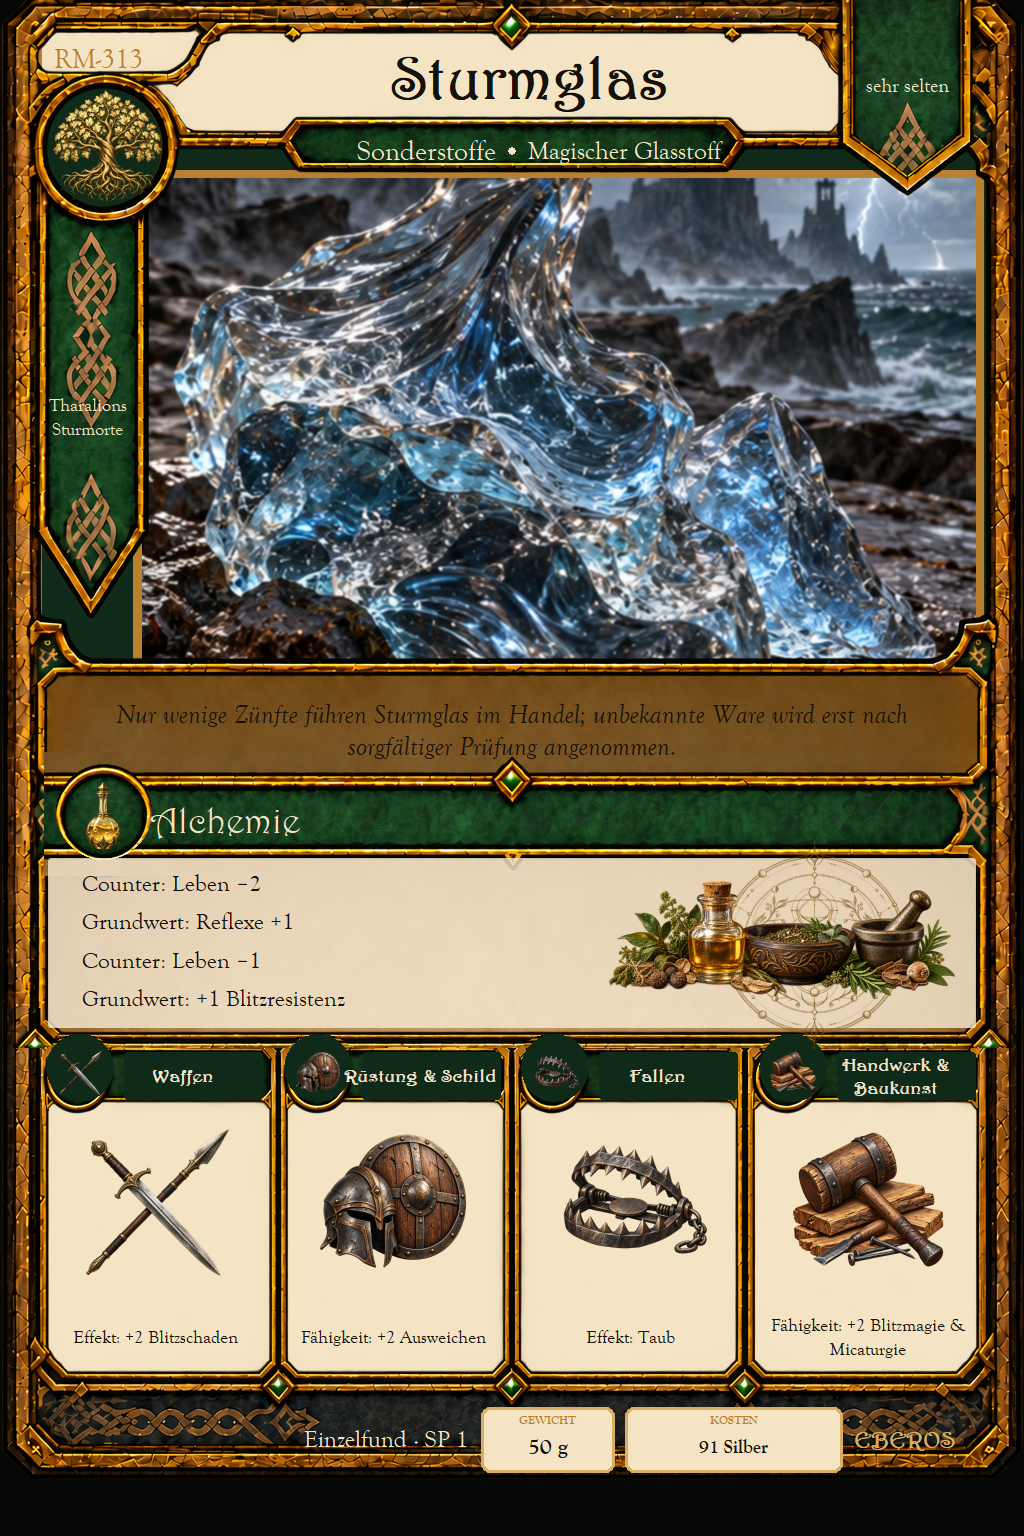 RM-313
Sturmglas
sehr selten
Sonderstoffe • Magischer Glasstoff
Tharalions
Sturmorte
Nur wenige Zünfte führen Sturmglas im Handel; unbekannte Ware wird erst nach
sorgfältiger Prüfung angenommen.
Alchemie
Counter: Leben −2
Grundwert: Reflexe +1
Counter: Leben −1
Grundwert: +1 Blitzresistenz
Waffen
Rüstung & Schild
Fallen
Handwerk &
Baukunst
Effekt: +2 Blitzschaden
Fähigkeit: +2 Ausweichen
Effekt: Taub
Fähigkeit: +2 Blitzmagie &
Micaturgie
Einzelfund · SP 1
GEWICHT
50 g
KOSTEN
91 Silber
EBEROS